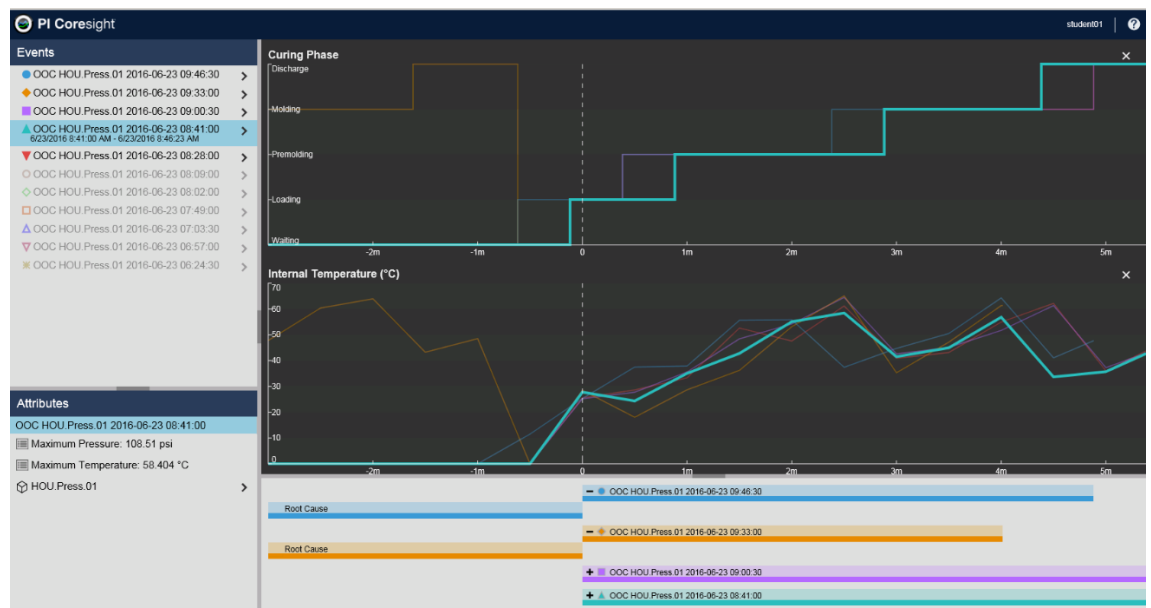 PI Coresight
student01
?
Events
OOC HOU.Press.01 2016-06-23 09:46:30
OOC HOU.Press.01 2016-06-23 09:33:00
OOC HOU.Press.01 2016-06-23 09:00:30
OOC HOU.Press.01 2016-06-23 08:41:00
6/23/2016 8:41:00 AM - 6/23/2016 8:46:23 AM
OOC HOU.Press.01 2016-06-23 08:28:00
OOC HOU.Press.01 2016-06-23 08:09:00
OOC HOU.Press.01 2016-06-23 08:02:00
OOC HOU.Press.01 2016-06-23 07:49:00
OOC HOU.Press.01 2016-06-23 07:03:30
OOC HOU.Press.01 2016-06-23 06:57:00
OOC HOU.Press.01 2016-06-23 06:24:30
Attributes
OOC HOU.Press.01 2016-06-23 08:41:00
Maximum Pressure: 108.51 psi
Maximum Temperature: 58.404 °C
HOU.Press.01
Curing Phase
Discharge
Molding
Premolding
Loading
Waiting
-2m -1m 0 1m 2m 3m 4m 5m
Internal Temperature (°C)
70
60
50
40
30
20
10
0
-2m -1m 0 1m 2m 3m 4m 5m
OOC HOU.Press.01 2016-06-23 09:46:30
Root Cause
OOC HOU.Press.01 2016-06-23 09:33:00
Root Cause
OOC HOU.Press.01 2016-06-23 09:00:30
OOC HOU.Press.01 2016-06-23 08:41:00